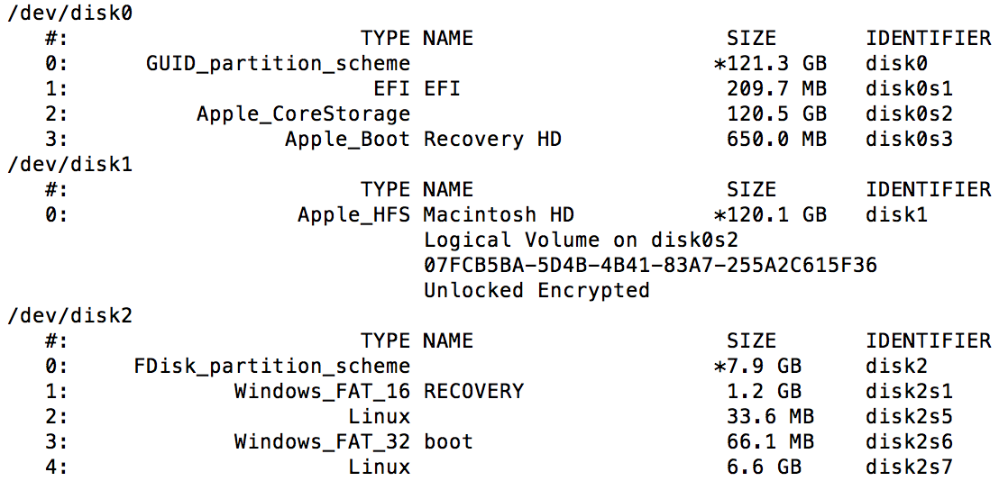 /dev/disk0
   #:                       TYPE NAME                    SIZE       IDENTIFIER
   0:      GUID_partition_scheme                        *121.3 GB   disk0
   1:                        EFI EFI                     209.7 MB   disk0s1
   2:          Apple_CoreStorage                         120.5 GB   disk0s2
   3:                 Apple_Boot Recovery HD             650.0 MB   disk0s3
/dev/disk1
   #:                       TYPE NAME                    SIZE       IDENTIFIER
   0:                  Apple_HFS Macintosh HD           *120.1 GB   disk1
                                 Logical Volume on disk0s2
                                 07FCB5BA-5D4B-4B41-83A7-255A2C615F36
                                 Unlocked Encrypted
/dev/disk2
   #:                       TYPE NAME                    SIZE       IDENTIFIER
   0:     FDisk_partition_scheme                        *7.9 GB     disk2
   1:             Windows_FAT_16 RECOVERY                1.2 GB     disk2s1
   2:                      Linux                         33.6 MB    disk2s5
   3:             Windows_FAT_32 boot                    66.1 MB    disk2s6
   4:                      Linux                         6.6 GB     disk2s7